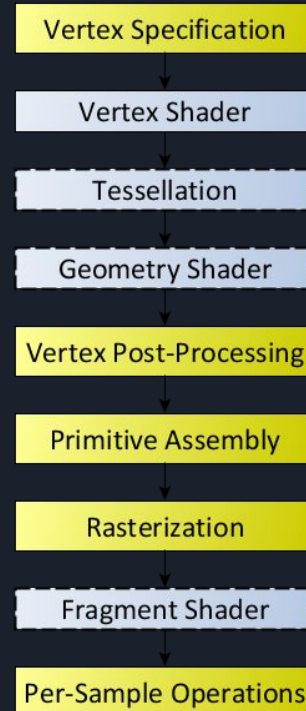 Vertex Specification
Vertex Shader
Tessellation
Geometry Shader
Vertex Post-Processing
Primitive Assembly
Rasterization
Fragment Shader
Per-Sample Operations